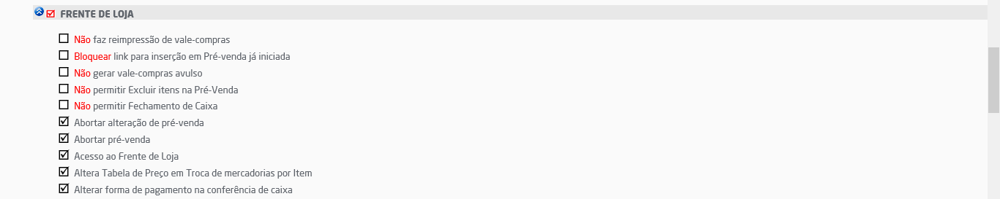 FRENTE DE LOJA
Não faz reimpressão de vale-compras
Bloquear link para inserção em Pré-venda já iniciada
Não gerar vale-compras avulso
Não permitir Excluir itens na Pré-Venda
Não permitir Fechamento de Caixa
Abortar alteração de pré-venda
Abortar pré-venda
Acesso ao Frente de Loja
Altera Tabela de Preço em Troca de mercadorias por Item
Alterar forma de pagamento na conferência de caixa